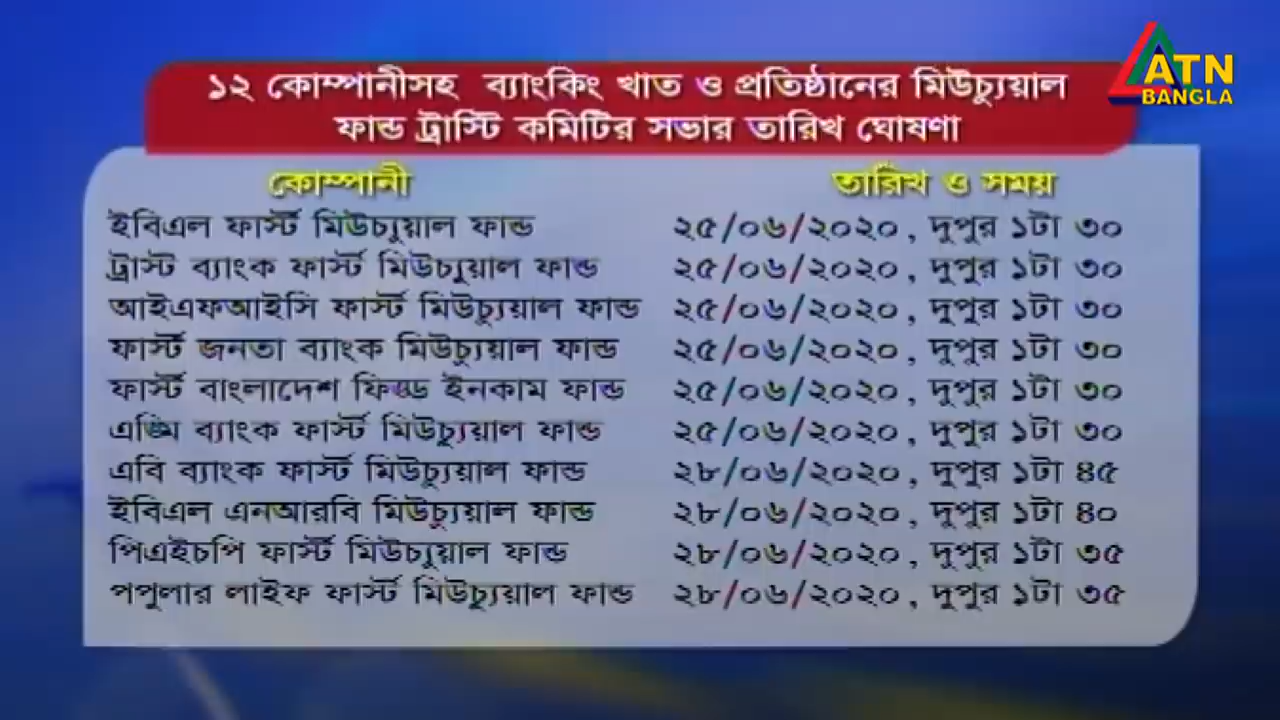 ATN
BANGLA
১২ কোম্পানীসহ ব্যাংকিং খাত ও প্রতিষ্ঠানের মিউচ্যুয়াল
ফান্ড ট্রাস্টি কমিটির সভার তারিখ ঘোষণা
কোম্পানী তারিখ ও সময়
ইবিএল ফার্স্ট মিউচ্যুয়াল ফান্ড ২৫/০৬/২০২০, দুপুর ১টা ৩০
ট্রাস্ট ব্যাংক ফার্স্ট মিউচ্যুয়াল ফান্ড ২৫/০৬/২০২০, দুপুর ১টা ৩০
আইএফআইসি ফার্স্ট মিউচ্যুয়াল ফান্ড ২৫/০৬/২০২০, দুপুর ১টা ৩০
ফার্স্ট জনতা ব্যাংক মিউচ্যুয়াল ফান্ড ২৫/০৬/২০২০, দুপুর ১টা ৩০
ফার্স্ট বাংলাদেশ ফিক্সড ইনকাম ফান্ড ২৫/০৬/২০২০, দুপুর ১টা ৩০
এক্সিম ব্যাংক ফার্স্ট মিউচ্যুয়াল ফান্ড ২৫/০৬/২০২০, দুপুর ১টা ৩০
এবি ব্যাংক ফার্স্ট মিউচ্যুয়াল ফান্ড ২৮/০৬/২০২০, দুপুর ১টা ৪৫
ইবিএল এনআরবি মিউচ্যুয়াল ফান্ড ২৮/০৬/২০২০, দুপুর ১টা ৪০
পিএইচপি ফার্স্ট মিউচ্যুয়াল ফান্ড ২৮/০৬/২০২০, দুপুর ১টা ৩৫
পপুলার লাইফ ফার্স্ট মিউচ্যুয়াল ফান্ড ২৮/০৬/২০২০, দুপুর ১টা ৩৫